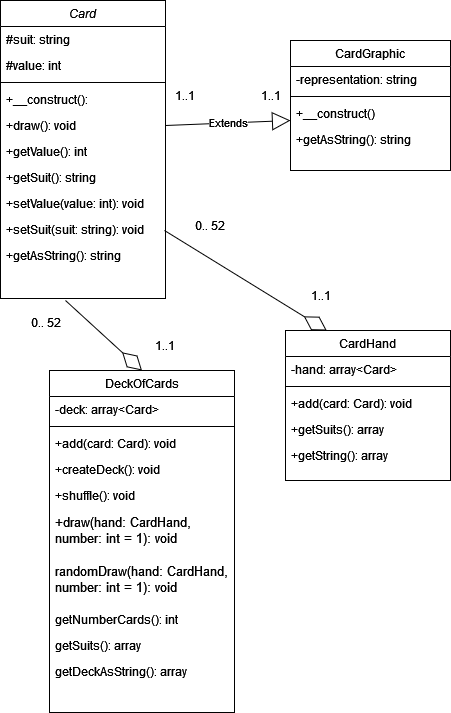 Card
#suit: string
#value: int
+__construct():
+draw(): void
+getValue(): int
+getSuit(): string
+setValue(value: int): void
+setSuit(suit: string): void
+getAsString(): string
1..1
1..1
Extends
CardGraphic
-representation: string
+__construct()
+getAsString(): string
0.. 52
1..1
0.. 52
1..1
CardHand
-hand: array<Card>
+add(card: Card): void
+getSuits(): array
+getString(): array
DeckOfCards
-deck: array<Card>
+add(card: Card): void
+createDeck(): void
+shuffle(): void
+draw(hand: CardHand,
number: int = 1): void
randomDraw(hand: CardHand,
number: int = 1): void
getNumberCards(): int
getSuits(): array
getDeckAsString(): array